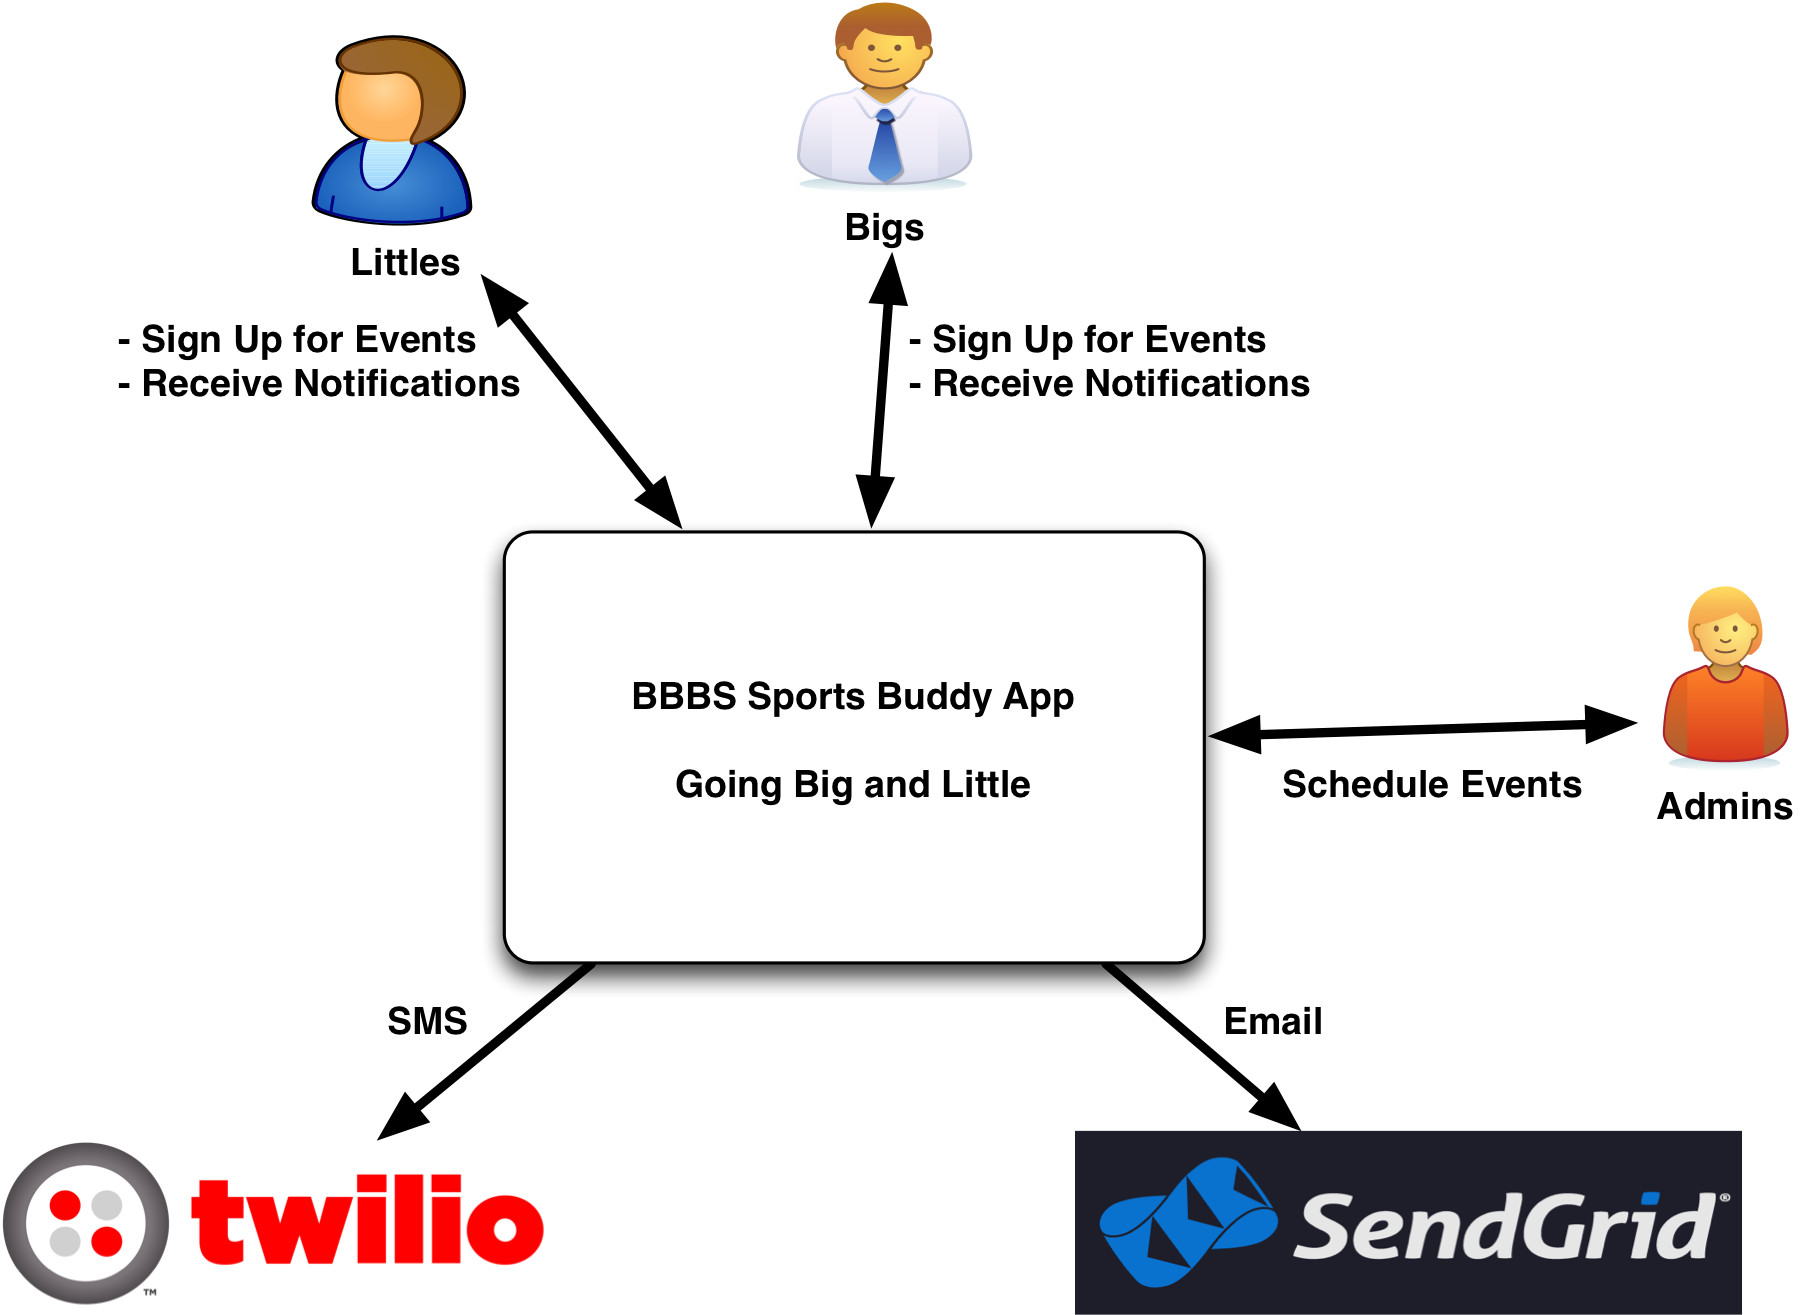 Bigs
Littles
- Sign Up for Events
- Receive Notifications
- Sign Up for Events
- Receive Notifications
BBBS Sports Buddy App
Going Big and Little
Schedule Events
Admins
SMS
Email
twilio
TM
SendGrid®